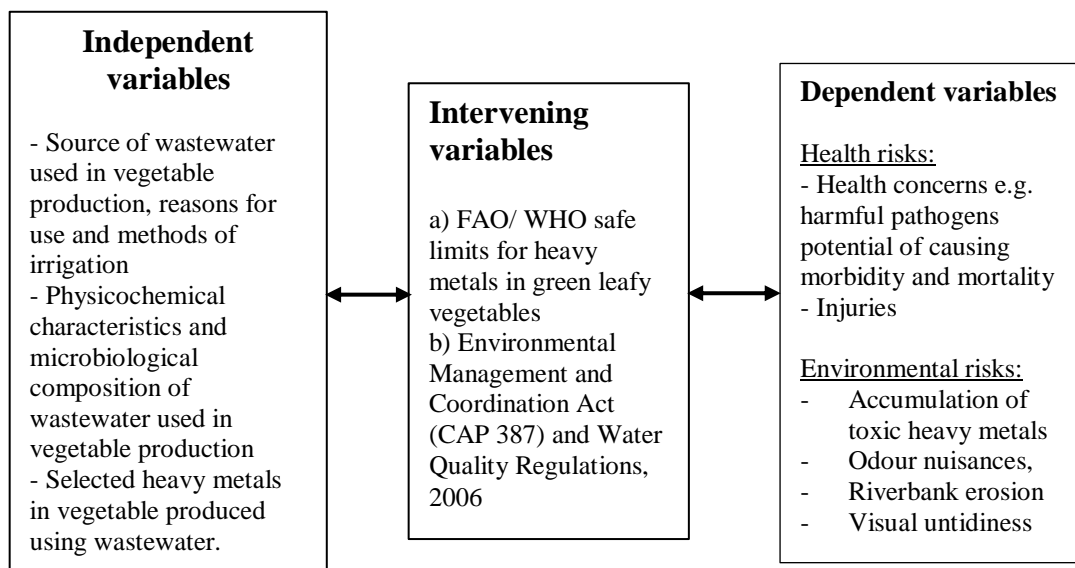 Independent
variables
- Source of wastewater
used in vegetable
production, reasons for
use and methods of
irrigation
- Physicochemical
characteristics and
microbiological
composition of
wastewater used in
vegetable production
- Selected heavy metals
in vegetable produced
using wastewater.
Intervening
variables
a) FAO/ WHO safe
limits for heavy
metals in green leafy
vegetables
b) Environmental
Management and
Coordination Act
(CAP 387) and Water
Quality Regulations,
2006
Dependent variables
Health risks:
- Health concerns e.g.
harmful pathogens
potential of causing
morbidity and mortality
- Injuries
Environmental risks:
- Accumulation of
toxic heavy metals
- Odour nuisances,
- Riverbank erosion
- Visual untidiness